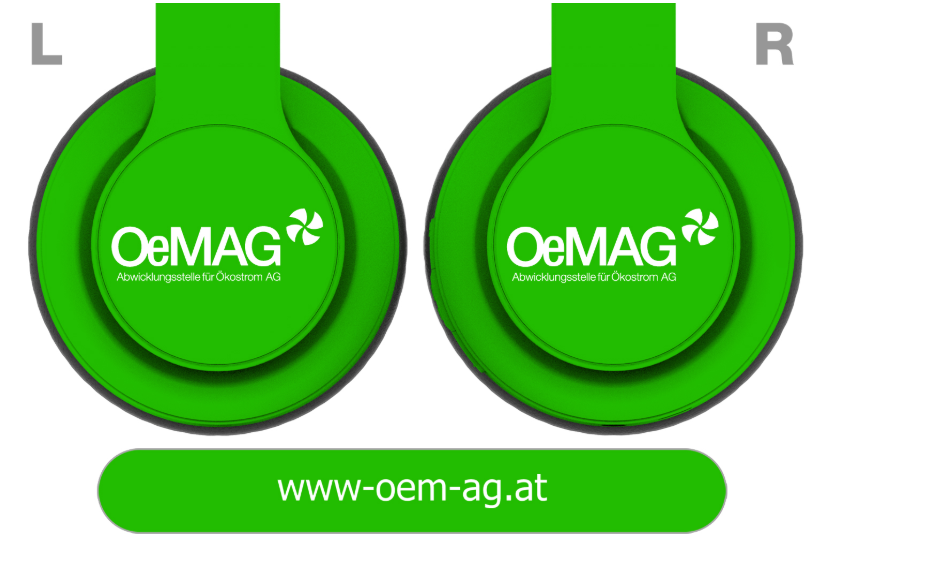 L
R
OeMAG
Abwicklungsstelle für Ökostrom AG
OeMAG
Abwicklungsstelle für Ökostrom AG
www-oem-ag.at